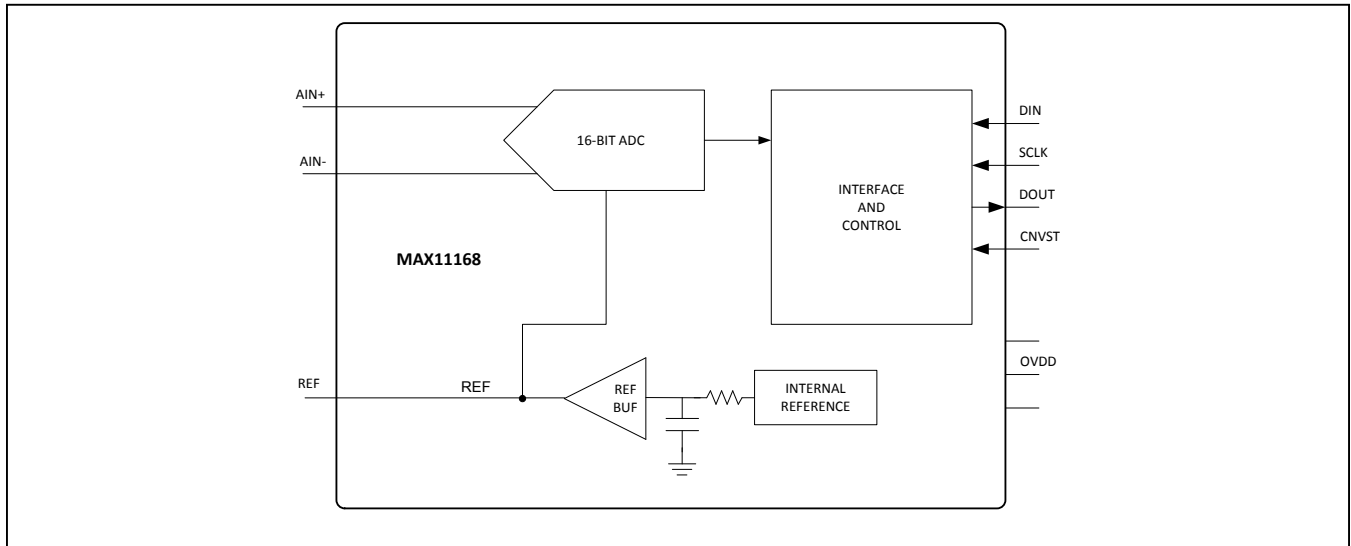 AIN+
AIN-
16-BIT ADC
INTERFACE
AND
CONTROL
DIN
SCLK
DOUT
CNVST
MAX11168
OVDD
REF
REF
REF
BUF
INTERNAL
REFERENCE